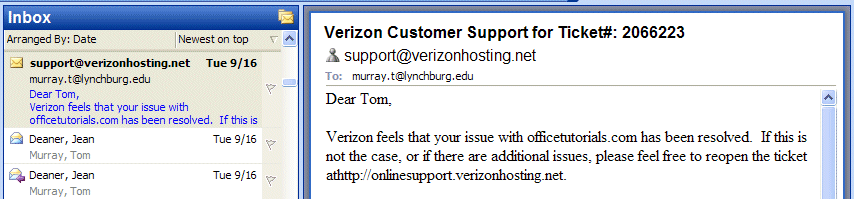 Inbox
Arranged By: Date Newest on top
support@verizonhosting.net Tue 9/16
murray.t@lynchburg.edu
Dear Tom,
Verizon feels that your issue with
officetutorials.com has been resolved.  If this is
Deaner, Jean Tue 9/16
Murray, Tom
Deaner, Jean Tue 9/16
Murray, Tom
Verizon Customer Support for Ticket#: 2066223
support@verizonhosting.net
To: murray.t@lynchburg.edu
Dear Tom,
Verizon feels that your issue with officetutorials.com has been resolved.  If this is
not the case, or if there are additional issues, please feel free to reopen the ticket
athttp://onlinesupport.verizonhosting.net.